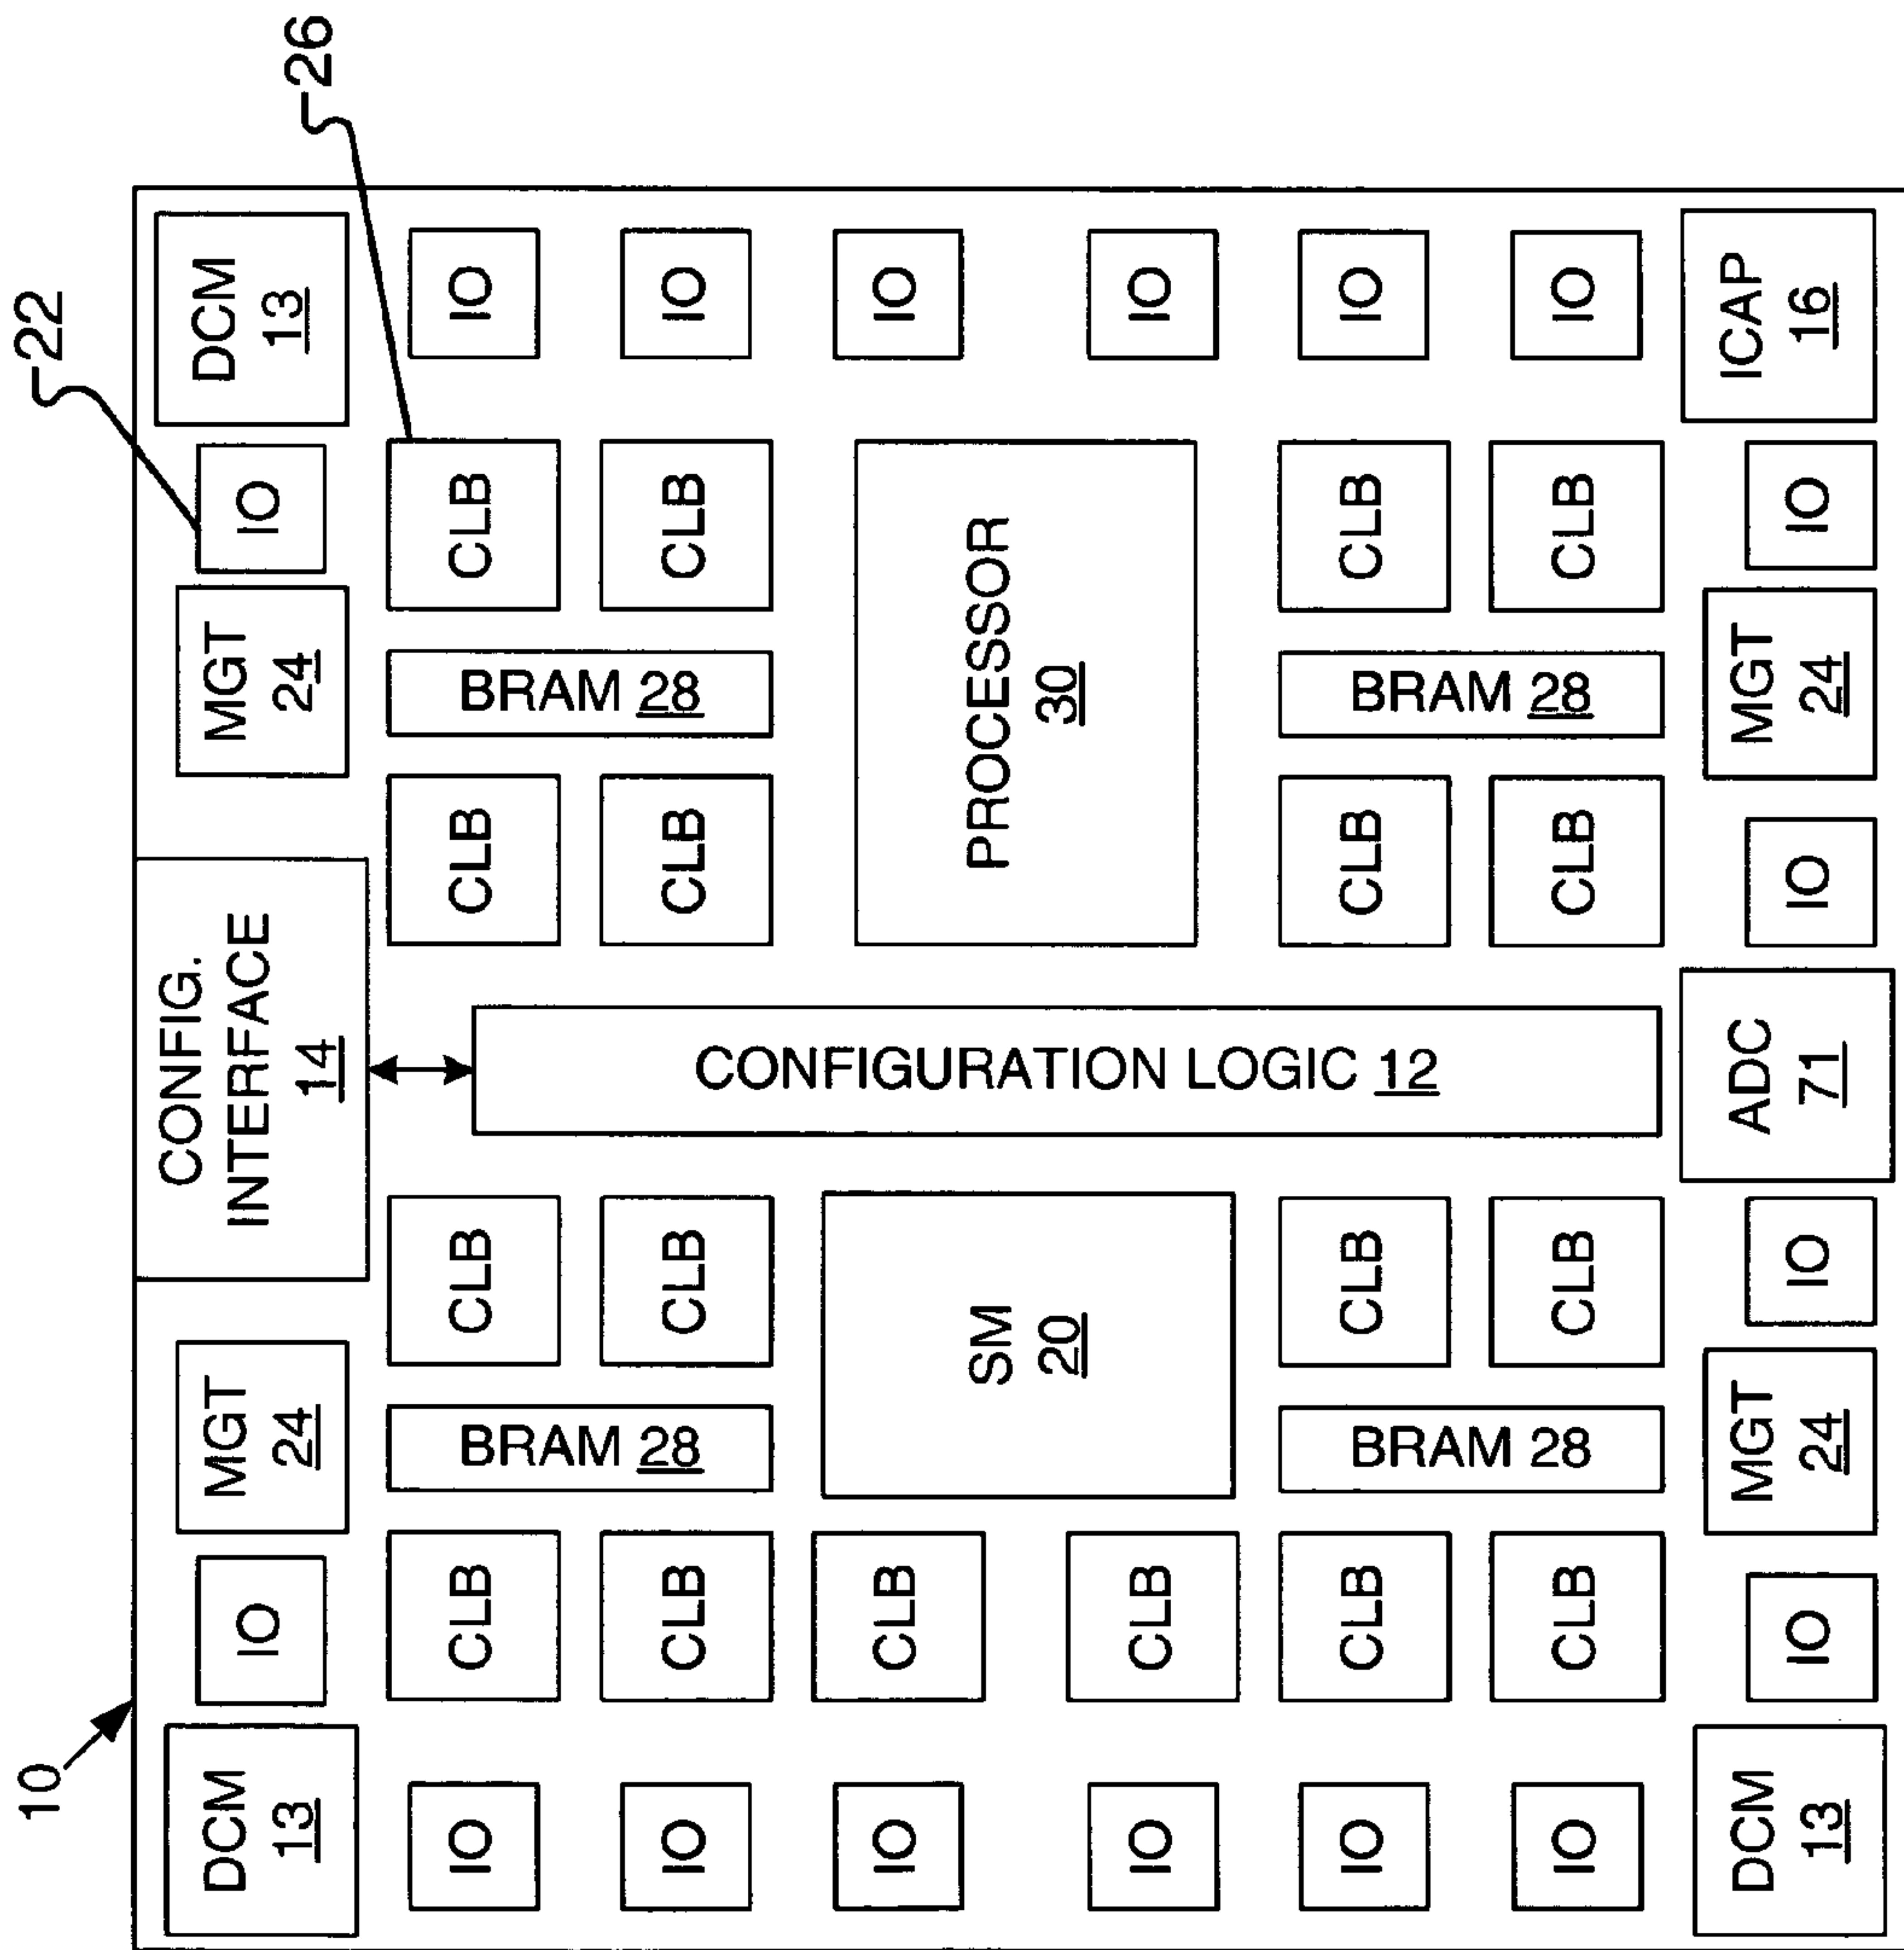 10
22
26
DCM
13
IO
MGT
24
CONFIG.
INTERFACE
14
MGT
24
IO
DCM
13
IO
CLB
BRAM 28
CLB
CLB
BRAM 28
CLB
IO
IO
CLB
CLB
CLB
CLB
IO
IO
CLB
SM
20
CONFIGURATION LOGIC 12
PROCESSOR
30
IO
IO
CLB
IO
IO
CLB
BRAM 28
CLB
CLB
BRAM 28
CLB
IO
IO
CLB
CLB
CLB
CLB
IO
DCM
13
IO
MGT
24
IO
ADC
71
IO
MGT
24
IO
ICAP
16